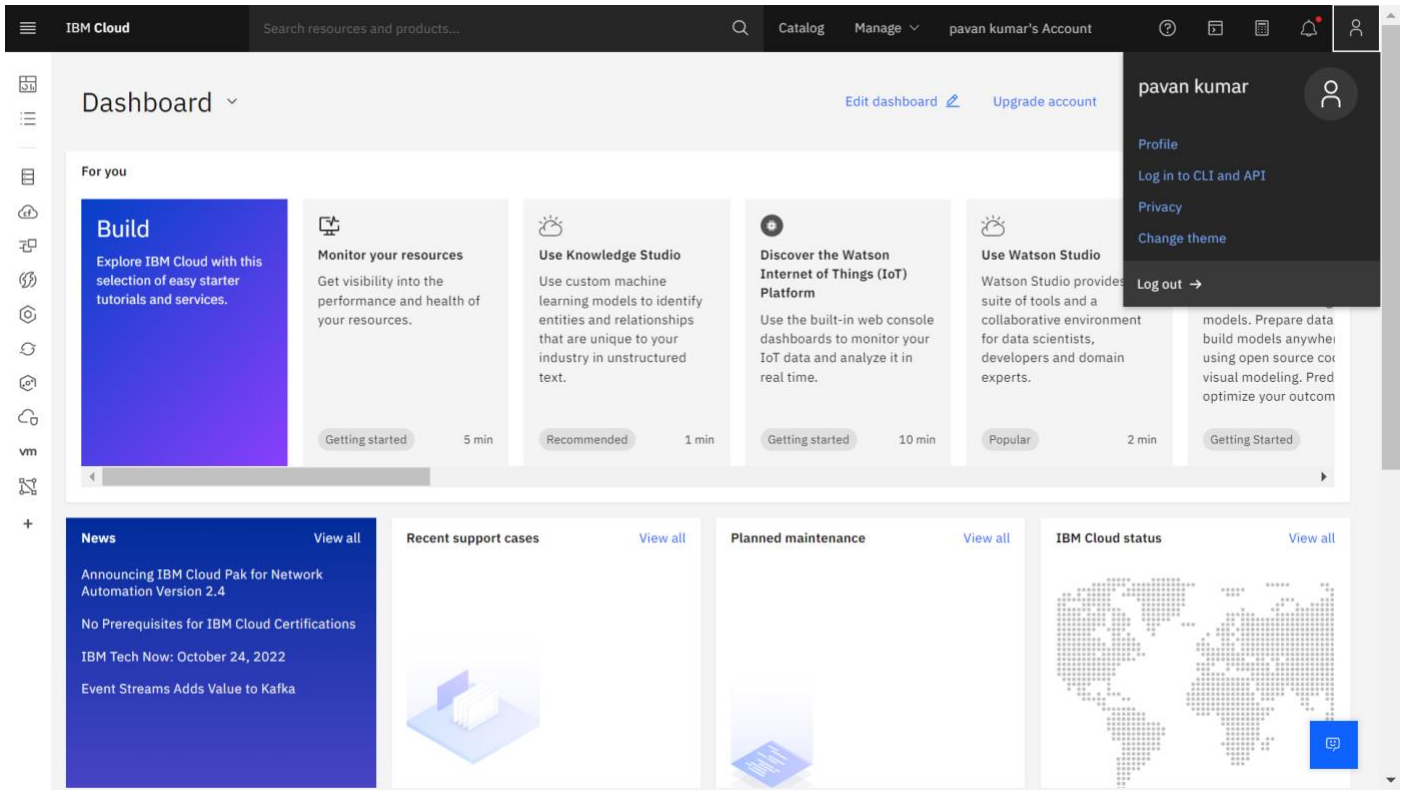 IBM Cloud
Search resources and products...
Catalog
Manage
pavan kumar's Account
Dashboard
Edit dashboard
Upgrade account
pavan kumar
Profile
Log in to CLI and API
Privacy
Change theme
Log out →
For you
Build
Explore IBM Cloud with this
selection of easy starter
tutorials and services.
Monitor your resources
Get visibility into the
performance and health of
your resources.
Getting started
5 min
Use Knowledge Studio
Use custom machine
learning models to identify
entities and relationships
that are unique to your
industry in unstructured
text.
Recommended
1 min
Discover the Watson
Internet of Things (IoT)
Platform
Use the built-in web console
dashboards to monitor your
IoT data and analyze it in
real time.
Getting started
10 min
Use Watson Studio
Watson Studio provides
suite of tools and a
collaborative environment
for data scientists,
developers and domain
experts.
Popular
2 min
models. Prepare data
build models anywhe
using open source co
visual modeling. Pred
optimize your outcom
Getting Started
vm
News
View all
Announcing IBM Cloud Pak for Network
Automation Version 2.4
No Prerequisites for IBM Cloud Certifications
IBM Tech Now: October 24, 2022
Event Streams Adds Value to Kafka
Recent support cases
View all
Planned maintenance
View all
IBM Cloud status
View all